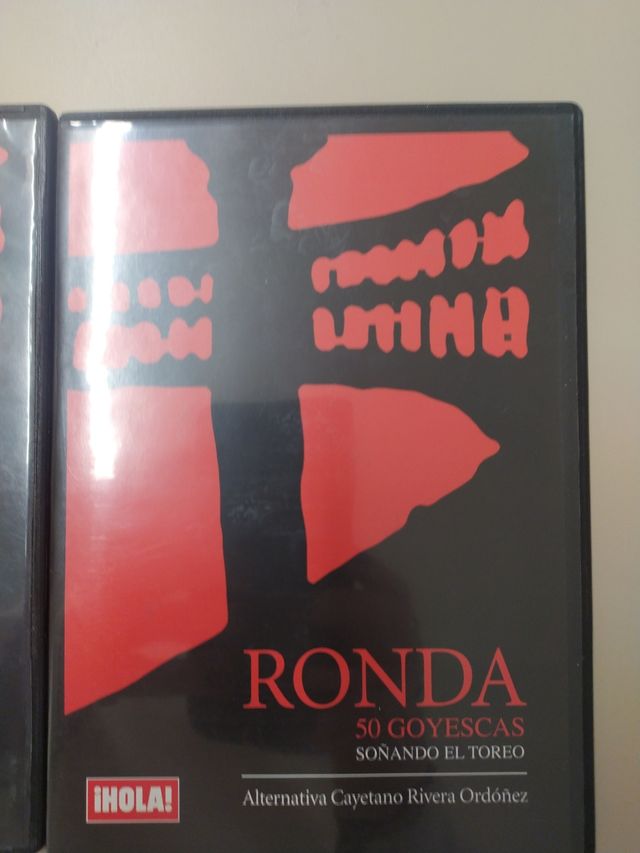 RONDA
50 GOYESCAS
SOÑANDO EL TOREO
¡HOLA!
Alternativa Cayetano Rivera Ordóñez